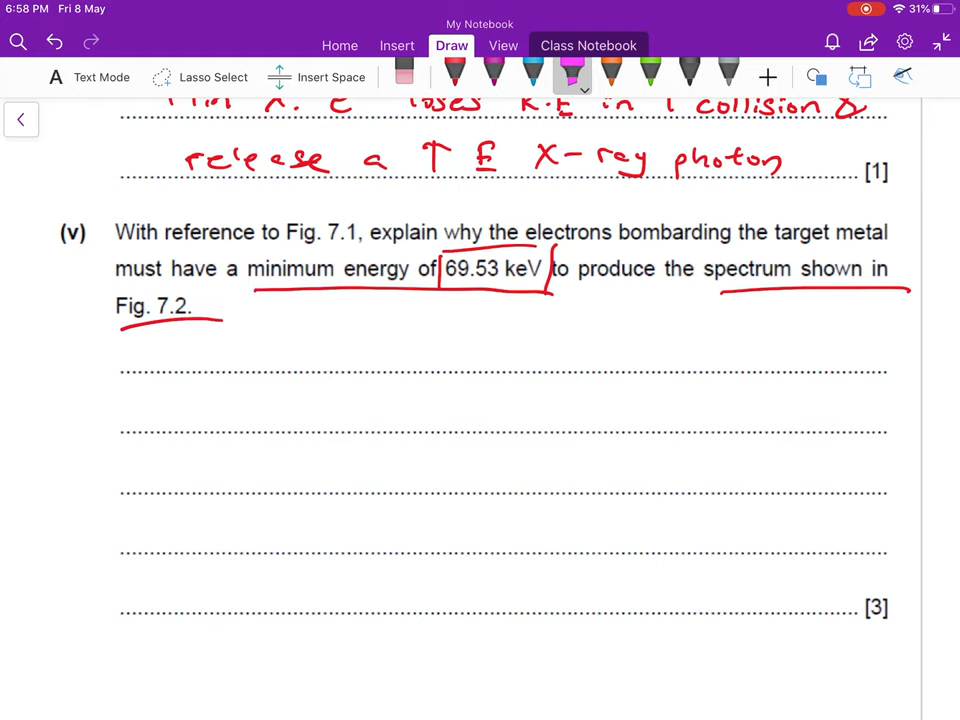 6:58 PM Fri 8 May
31%
My Notebook
Home Insert Draw View Class Notebook
A Text Mode Lasso Select Insert Space
loses K.E in 1 collision &
release a ↑ E X-ray photon
[1]
(v) With reference to Fig. 7.1, explain why the electrons bombarding the target metal
must have a minimum energy of 69.53 keV to produce the spectrum shown in
Fig. 7.2.
[3]